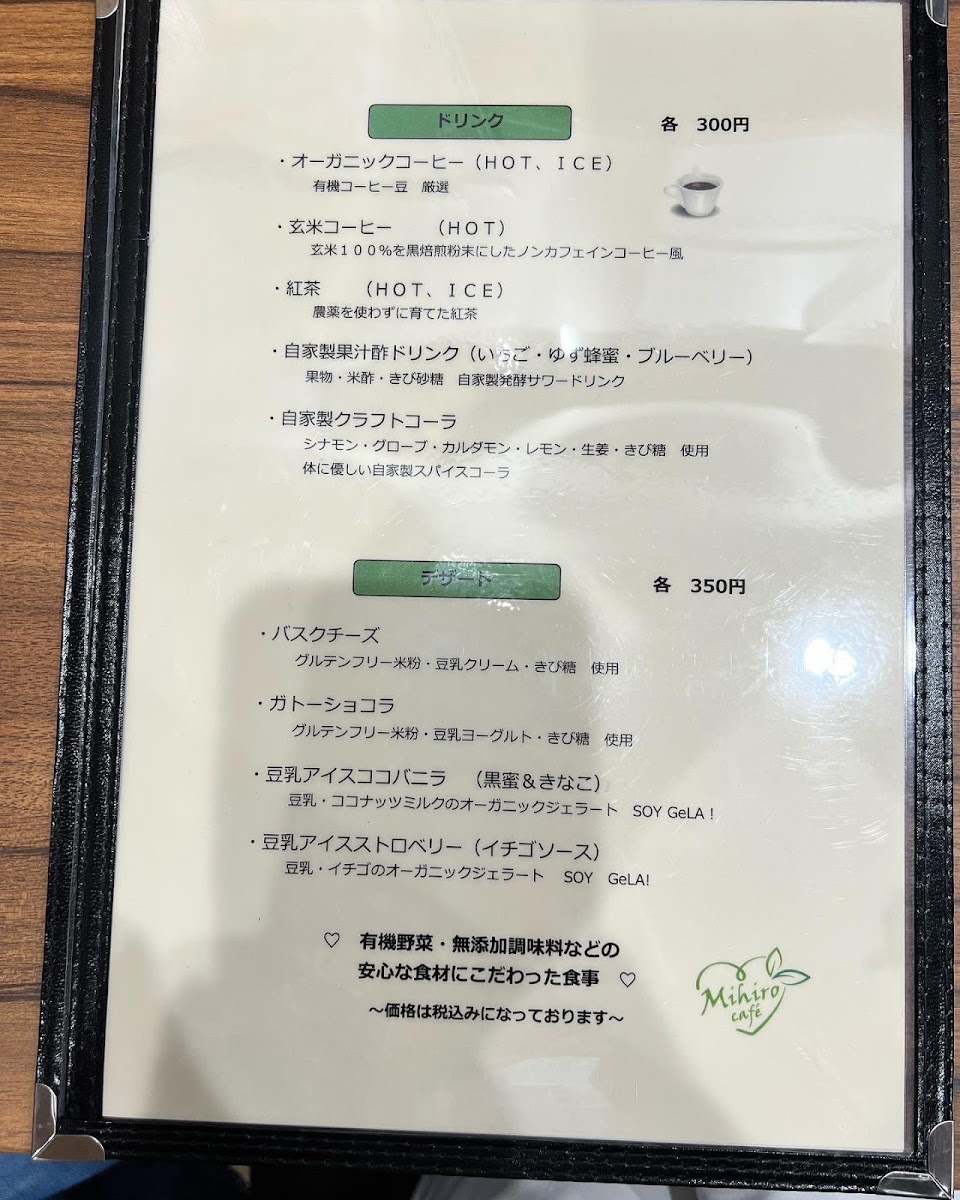 ドリンク 各 300円
・オーガニックコーヒー（ＨＯＴ、ＩＣＥ）
有機コーヒー豆 厳選
・玄米コーヒー （ＨＯＴ）
玄米１００％を黒焙煎粉末にしたノンカフェインコーヒー風
・紅茶 （ＨＯＴ、ＩＣＥ）
農薬を使わずに育てた紅茶
・自家製果汁酢ドリンク（いちご・ゆず蜂蜜・ブルーベリー）
果物・米酢・きび砂糖 自家製発酵サワードリンク
・自家製クラフトコーラ
シナモン・グローブ・カルダモン・レモン・生姜・きび糖 使用
体に優しい自家製スパイスコーラ
デザート 各 350円
・バスクチーズ
グルテンフリー米粉・豆乳クリーム・きび糖 使用
・ガトーショコラ
グルテンフリー米粉・豆乳ヨーグルト・きび糖 使用
・豆乳アイスココバニラ （黒蜜＆きなこ）
豆乳・ココナッツミルクのオーガニックジェラート SOY GeLA！
・豆乳アイスストロベリー（イチゴソース）
豆乳・イチゴのオーガニックジェラート SOY GeLA!
♡ 有機野菜・無添加調味料などの
安心な食材にこだわった食事 ♡
～価格は税込みになっております～
Mihiro
café